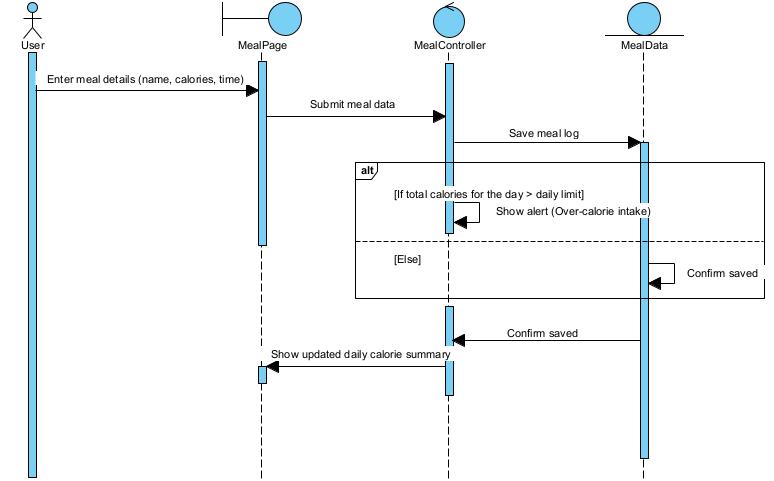 User
MealPage
MealController
MealData
Enter meal details (name, calories, time)
Submit meal data
Save meal log
alt
[If total calories for the day > daily limit]
Show alert (Over-calorie intake)
[Else]
Confirm saved
Confirm saved
Show updated daily calorie summary